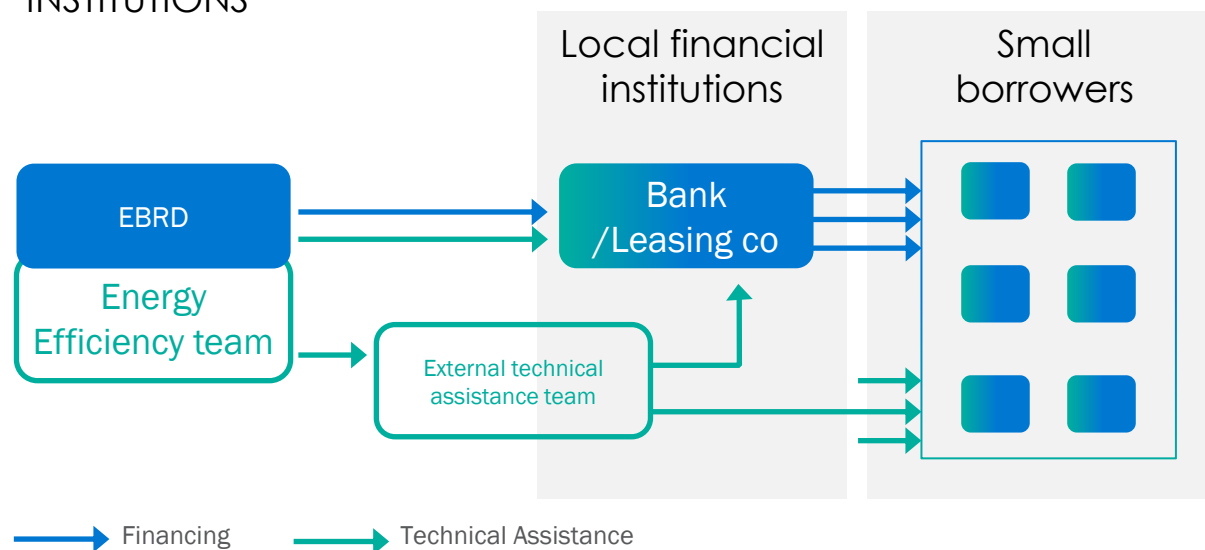 INSTITUTIONS
Local financial
institutions
Small
borrowers
EBRD
Bank
/Leasing co
Energy
Efficiency team
External technical
assistance team
Financing
Technical Assistance